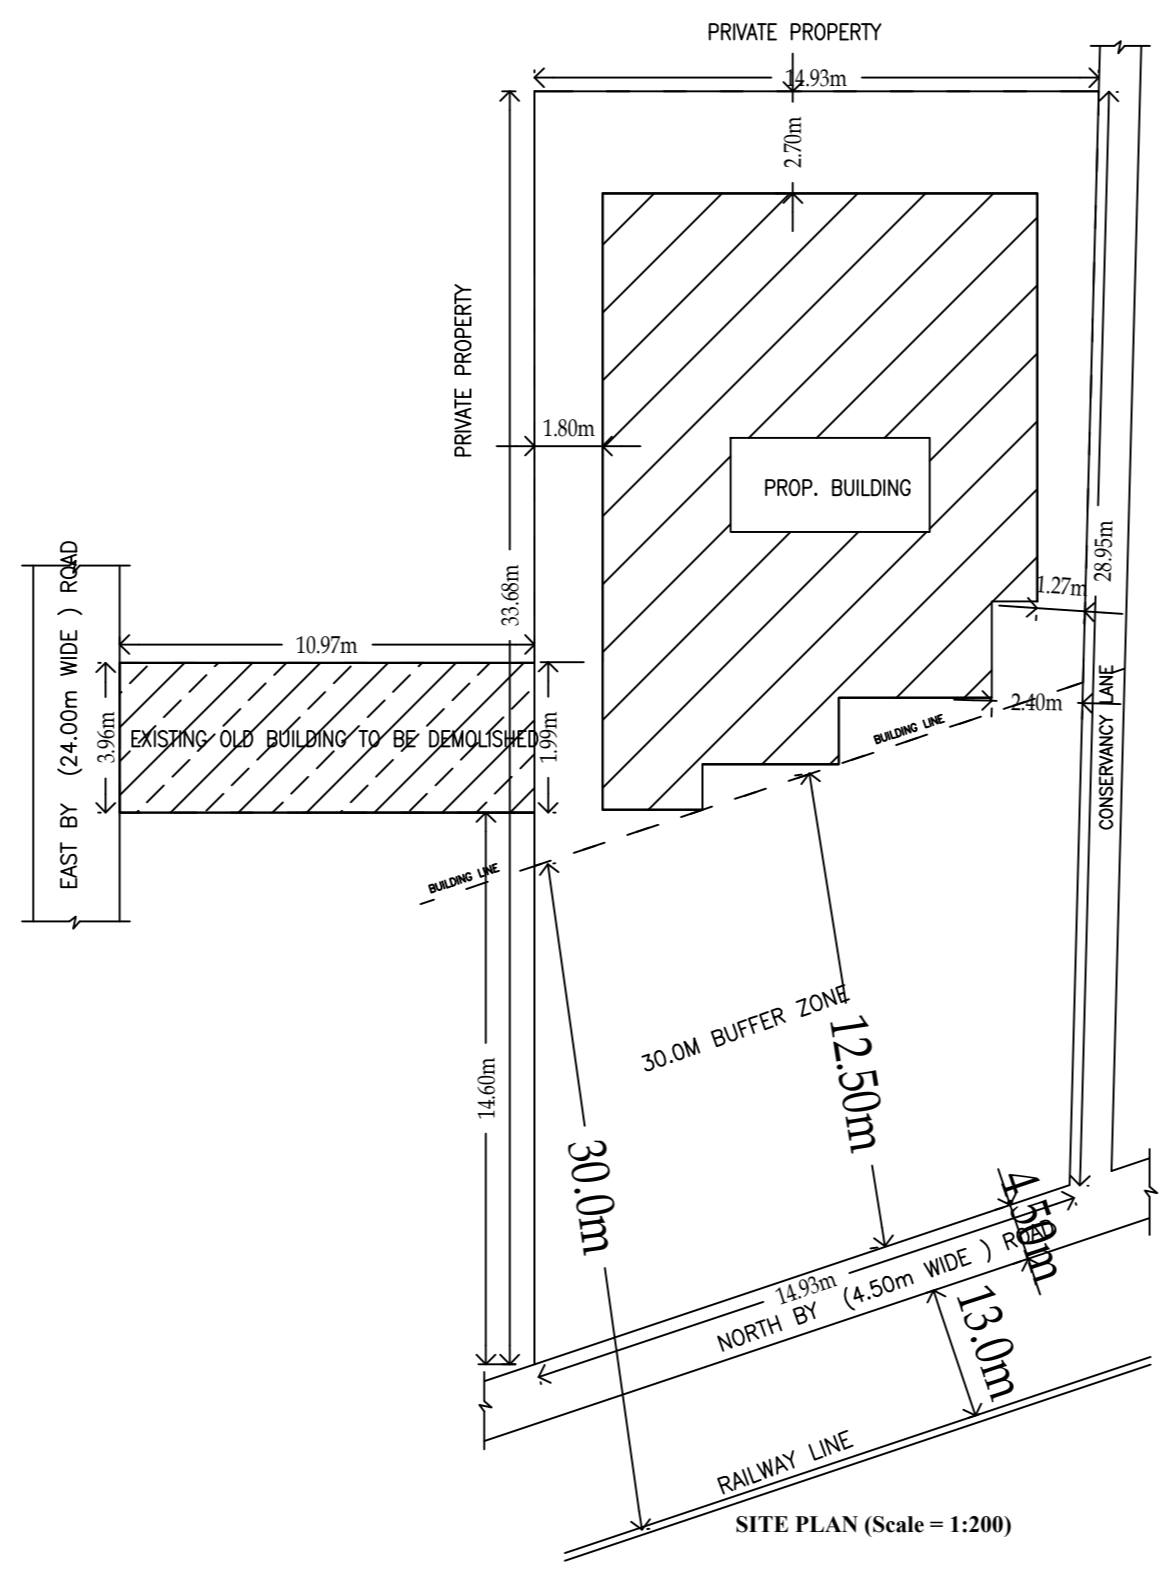 PRIVATE PROPERTY
14.93m
2.70m
PRIVATE PROPERTY
1.80m
PROP. BUILDING
28.95m
33.68m
1.27m
EAST BY (24.00m WIDE ) ROAD
10.97m
3.96m
EXISTING OLD BUILDING TO BE DEMOLISHED
1.99m
2.40m
BUILDING LINE
CONSERVANCY LANE
BUILDING LINE
30.0M BUFFER ZONE
12.50m
14.60m
30.0m
4.50m
14.93m
NORTH BY (4.50m WIDE ) ROAD
13.0m
RAILWAY LINE
SITE PLAN (Scale = 1:200)